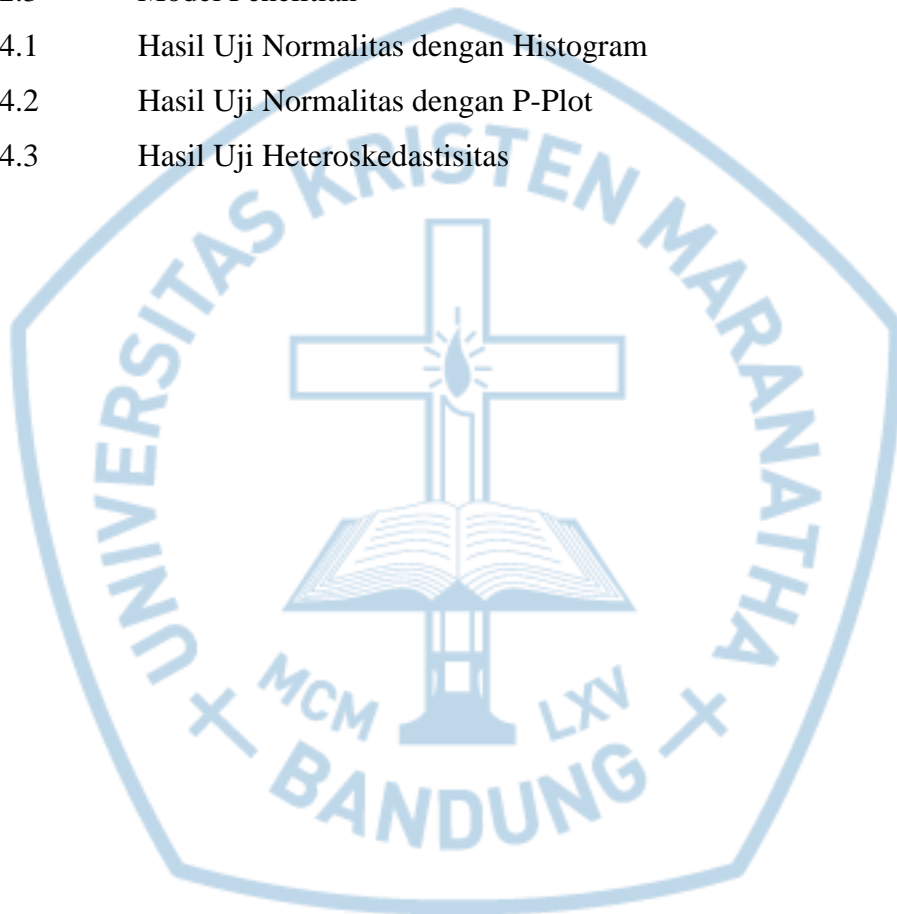 4.1 Hasil Uji Normalitas dengan Histogram
4.2 Hasil Uji Normalitas dengan P-Plot
4.3 Hasil Uji Heteroskedastisitas
UNIVERSITAS KRISTEN MARANATHA
MCM LXV
BANDUNG